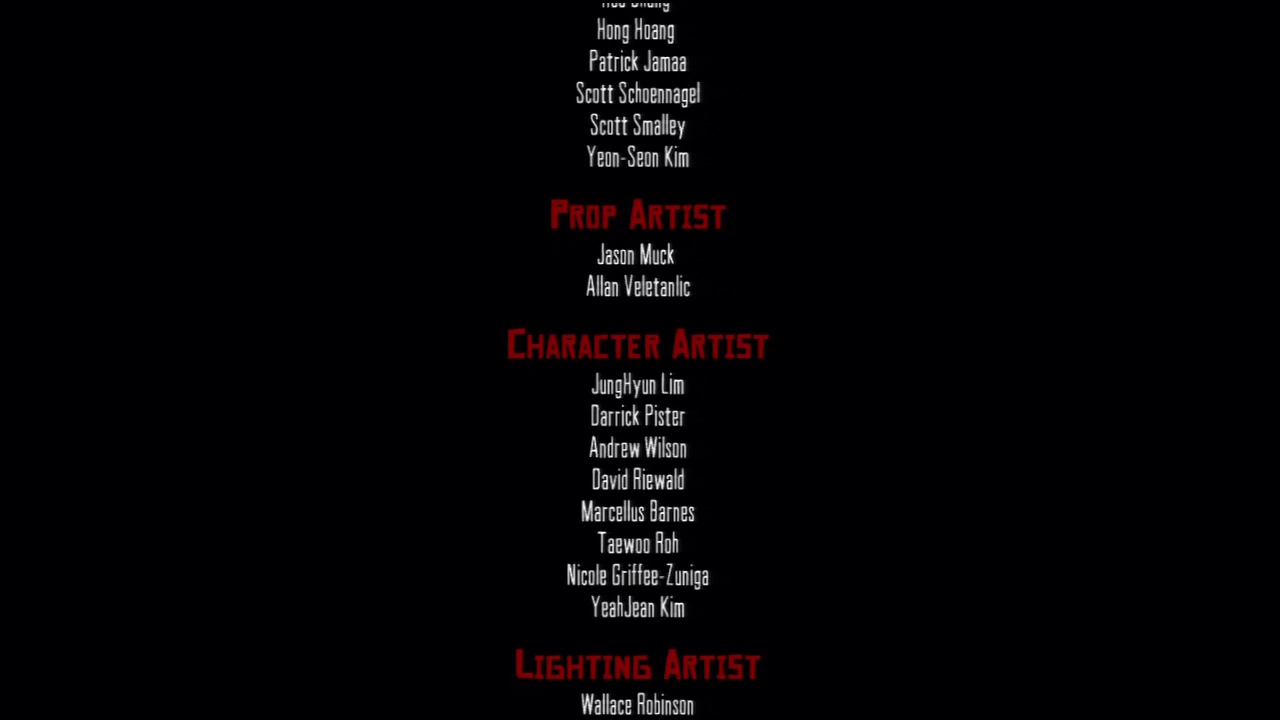 Hong Hoang
Patrick Jamaa
Scott Schoennagel
Scott Smalley
Yeon-Seon Kim
Prop Artist
Jason Muck
Allan Veletanlic
Character Artist
JungHyun Lim
Darrick Pister
Andrew Wilson
David Riewald
Marcellus Barnes
Taewoo Roh
Nicole Griffee-Zuniga
YeahJean Kim
Lighting Artist
Wallace Robinson